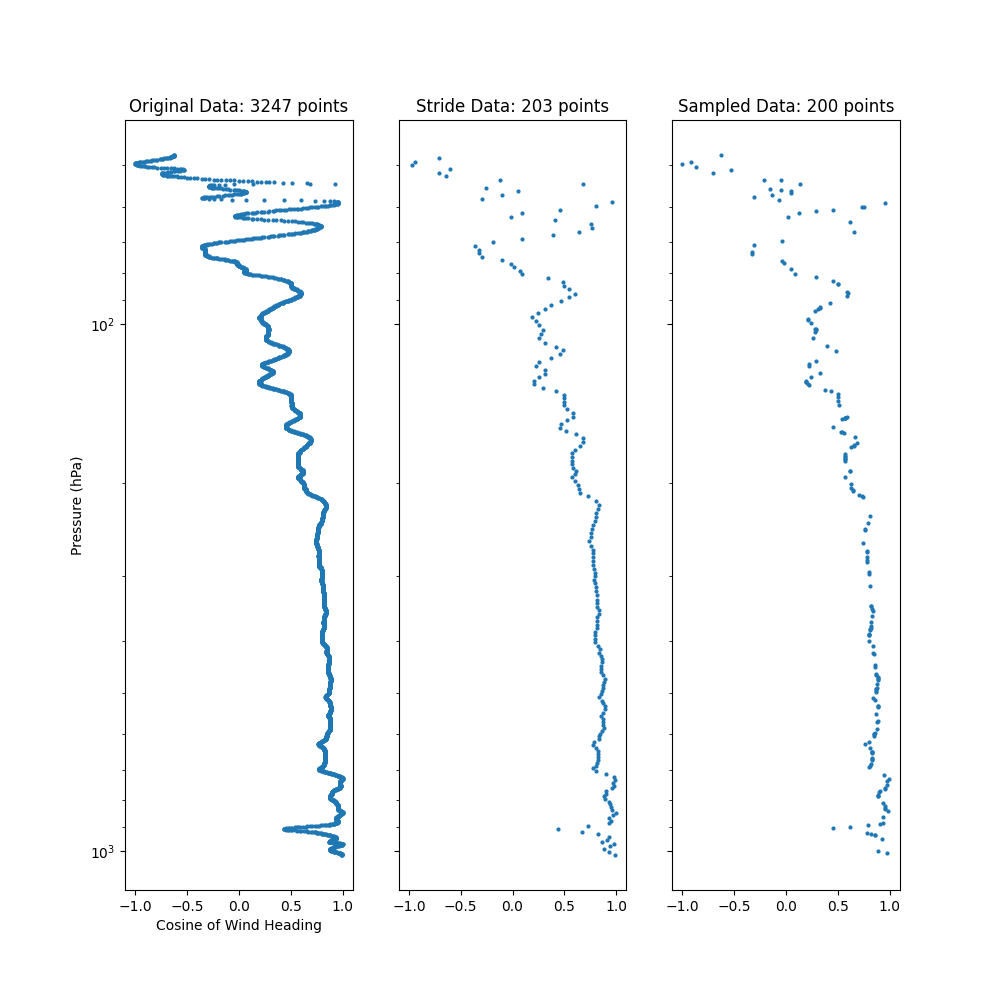 Original Data: 3247 points
Stride Data: 203 points
Sampled Data: 200 points
Pressure (hPa)
10²
10³
−1.0 −0.5 0.0 0.5 1.0
−1.0 −0.5 0.0 0.5 1.0
−1.0 −0.5 0.0 0.5 1.0
Cosine of Wind Heading